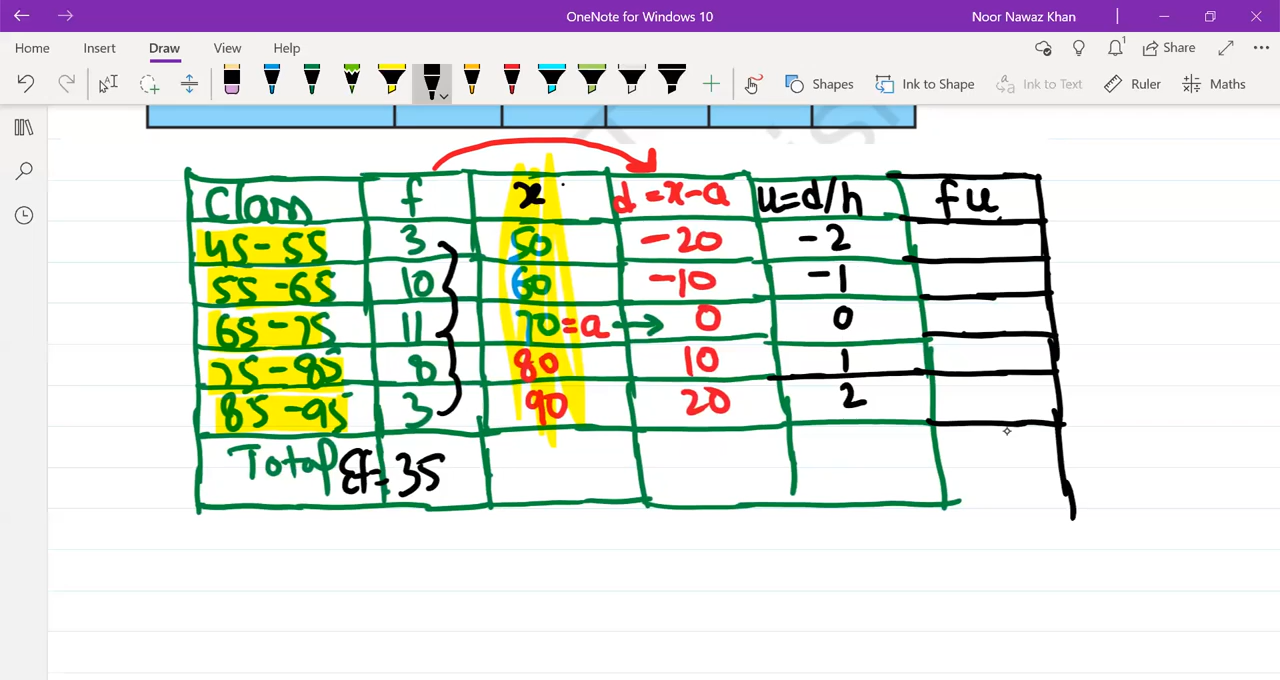 OneNote for Windows 10
Noor Nawaz Khan
Home Insert Draw View Help
1 Share
Shapes Ink to Shape Ink to Text Ruler Maths
Class f x d = x-a u=d/h fu
45-55 3 50 -20 -2
55-65 10 60 -10 -1
65-75 11 70 =a → 0 0
75-85 8 80 10 1
85-95 3 90 20 2
Total Σf= 35